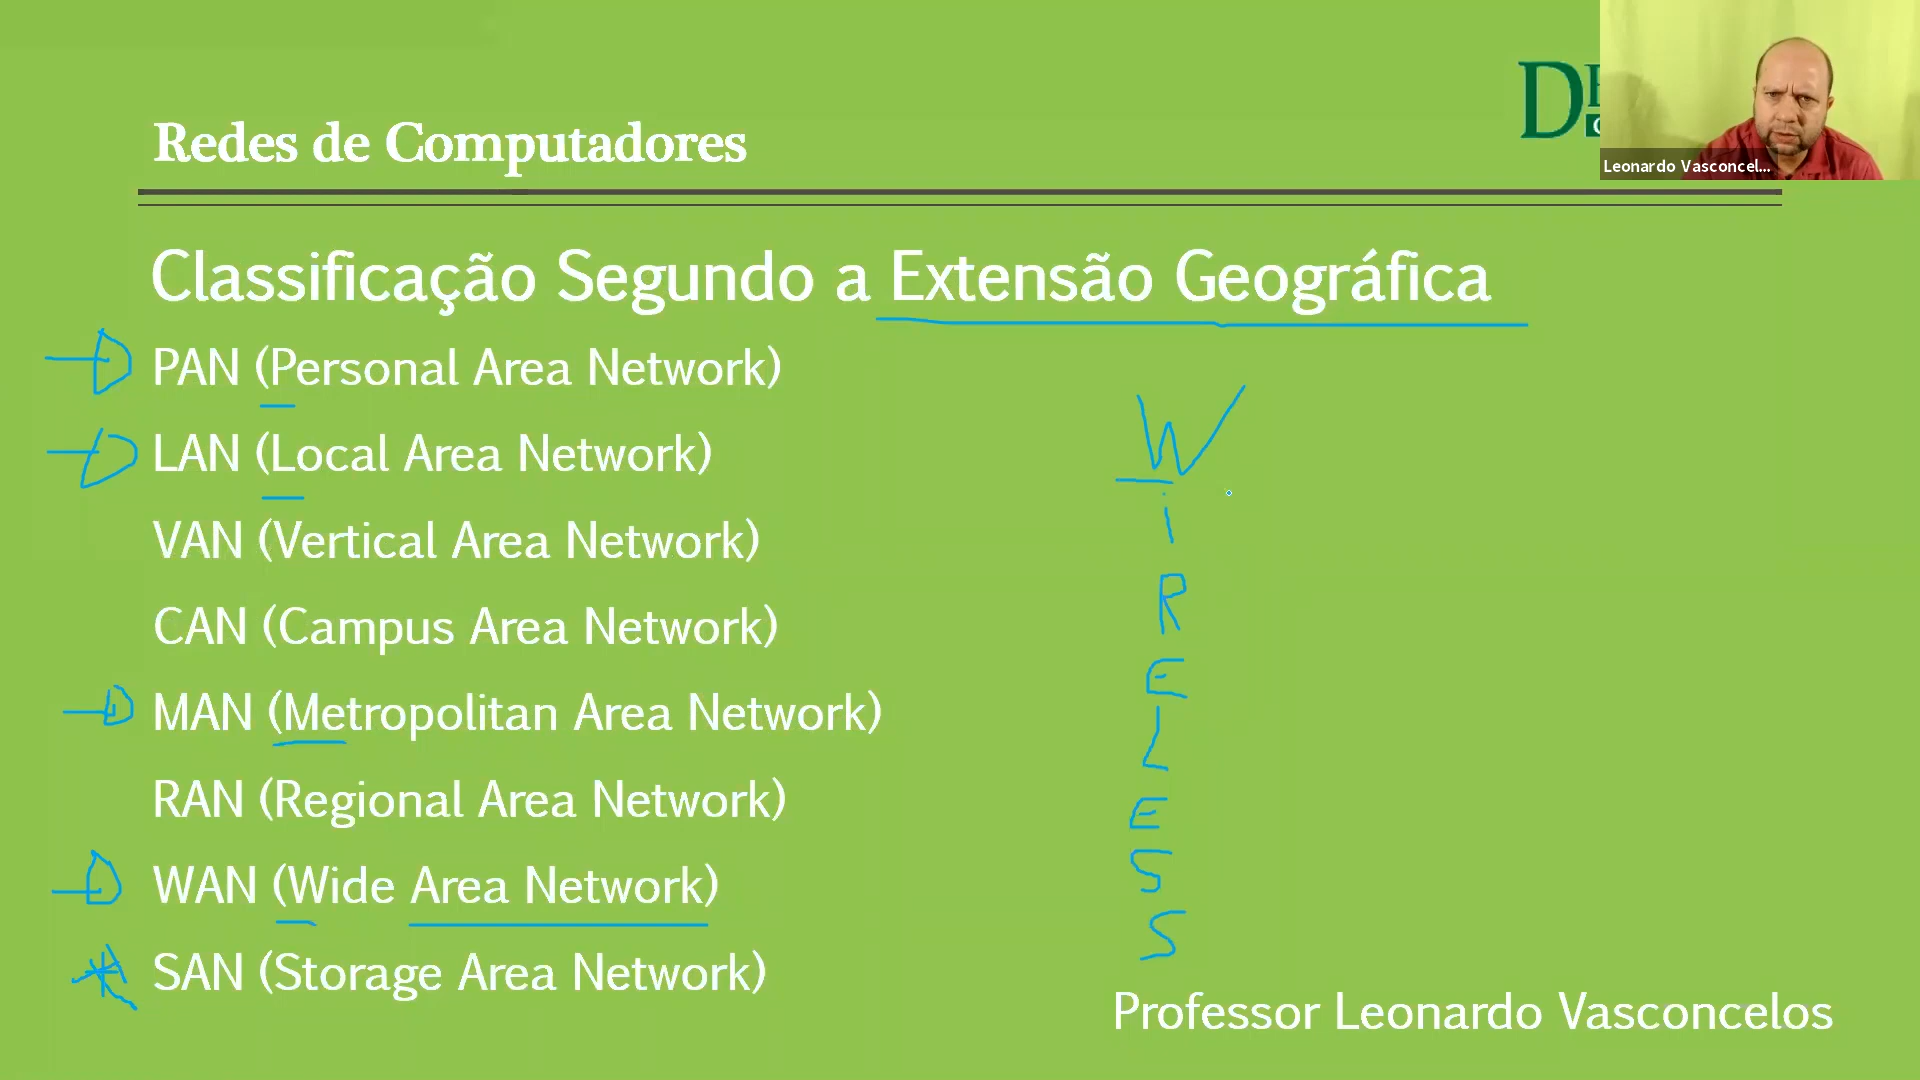 Redes de Computadores
Leonardo Vasconcel...
Classificação Segundo a Extensão Geográfica
PAN (Personal Area Network)
LAN (Local Area Network)
VAN (Vertical Area Network)
CAN (Campus Area Network)
MAN (Metropolitan Area Network)
RAN (Regional Area Network)
WAN (Wide Area Network)
SAN (Storage Area Network)
W
i
R
E
L
E
S
S
Professor Leonardo Vasconcelos